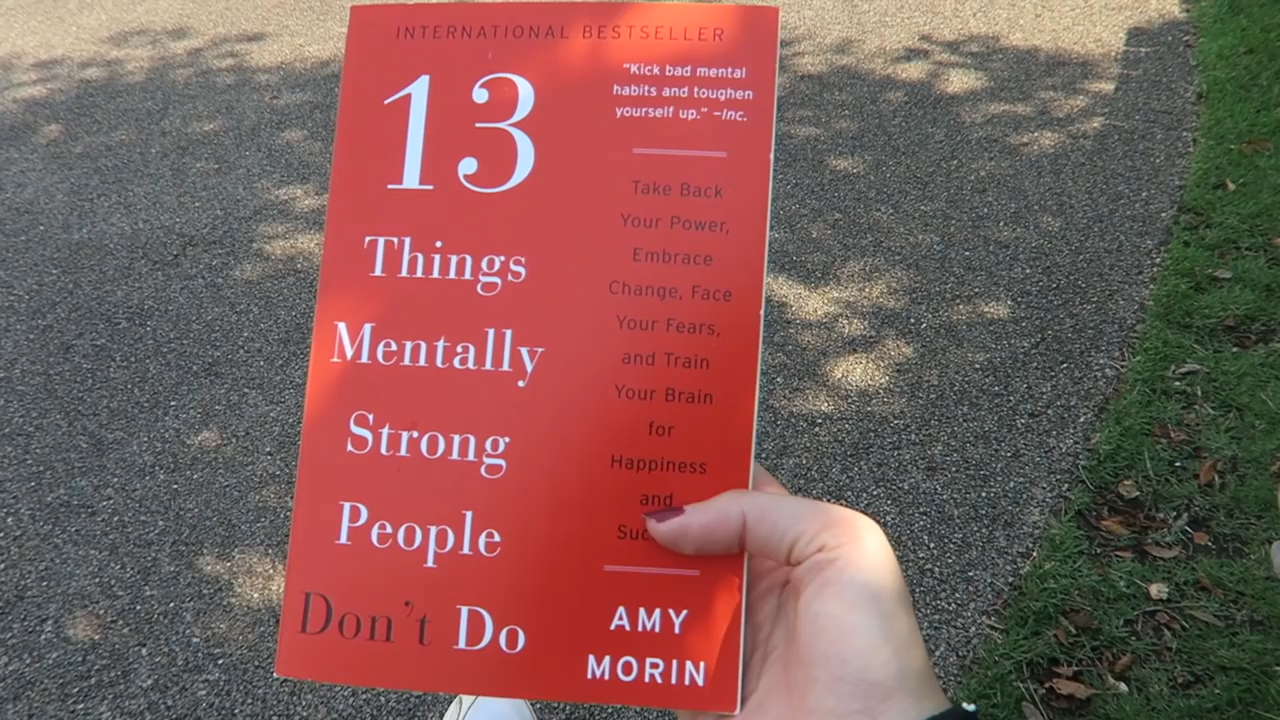 INTERNATIONAL BESTSELLER
13
Things
Mentally
Strong
People
Don't Do
"Kick bad mental
habits and toughen
yourself up." –Inc.
Take Back
Your Power,
Embrace
Change, Face
Your Fears,
and Train
Your Brain
for
Happiness
and
AMY
MORIN